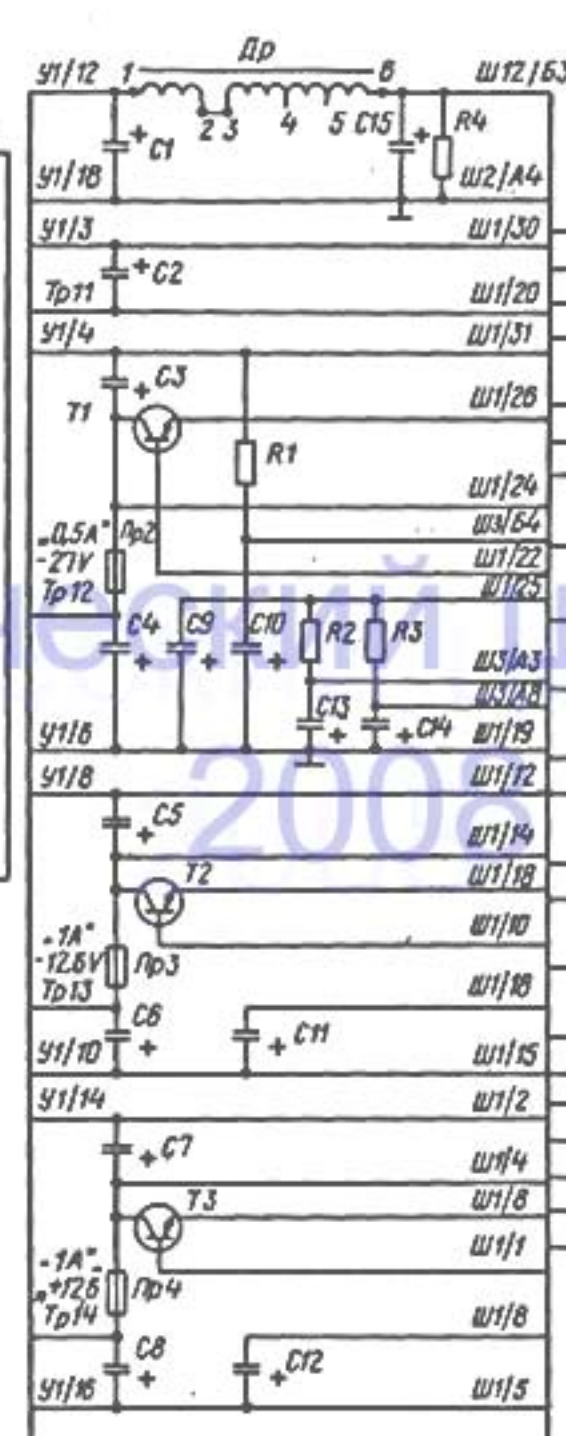 У1/12 1 Др 6 Ш12/Б3
2 3 4 5 С15 + R4
+ С1
У1/18 Ш2/А4
У1/3 Ш1/30
+ С2
Тр11 Ш1/20
У1/4 Ш1/31
+ С3
Т1 Ш1/26
R1
Ш1/24
„0,5А" Пр2 Ш3/Б4
-27V Ш1/22
Тр12 Ш1/25
С4 С9 С10 R2 R3
+ + + Ш3/А3
С13 Ш3/А8
+ + С14
У1/6 Ш1/19
У1/8 Ш1/12
+ С5 Ш1/14
Т2 Ш1/18
Ш1/10
-1А"
-12.6V Пр3
Тр13 Ш1/16
С6 + С11
+
У1/10 Ш1/15
У1/14 Ш1/2
+ С7 Ш1/4
Т3 Ш1/8
Ш1/1
-1А"
„+12.6 Пр4
Тр14 Ш1/8
С8 + С12
+
У1/16 Ш1/5
ческий ц
2008